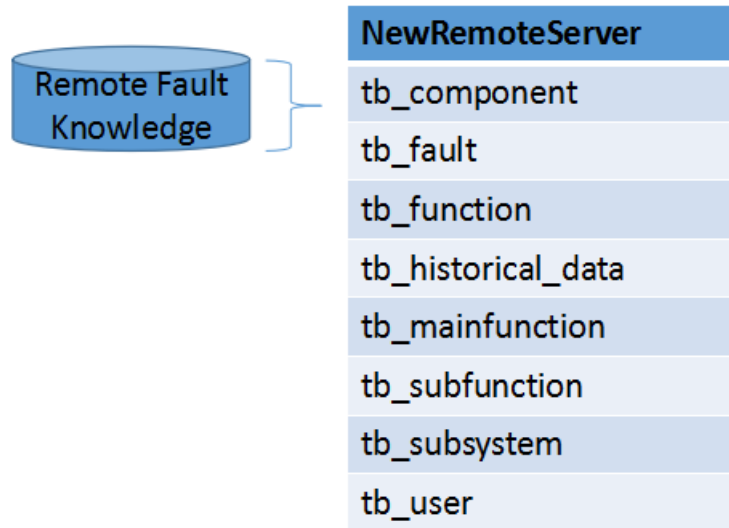 Remote Fault
Knowledge
NewRemoteServer
tb_component
tb_fault
tb_function
tb_historical_data
tb_mainfunction
tb_subfunction
tb_subsystem
tb_user